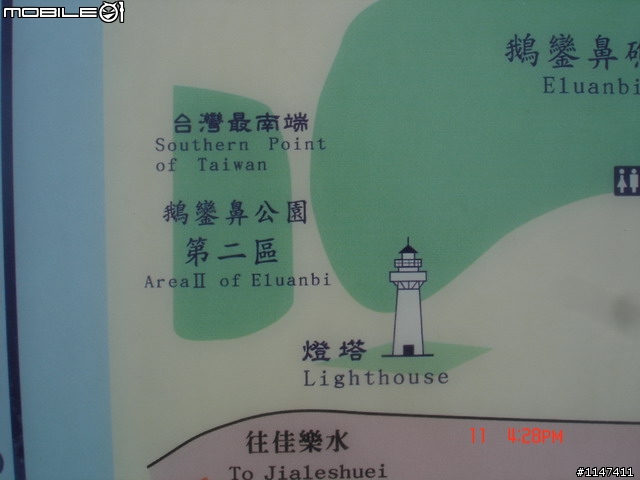 MOBILE01
鵝鑾鼻
Eluanbi
台灣最南端
Southern Point
of Taiwan
鵝鑾鼻公園
第二區
AreaⅡ of Eluanbi
燈塔
Lighthouse
往佳樂水
To Jialeshuei
11 4:28PM
#1147411